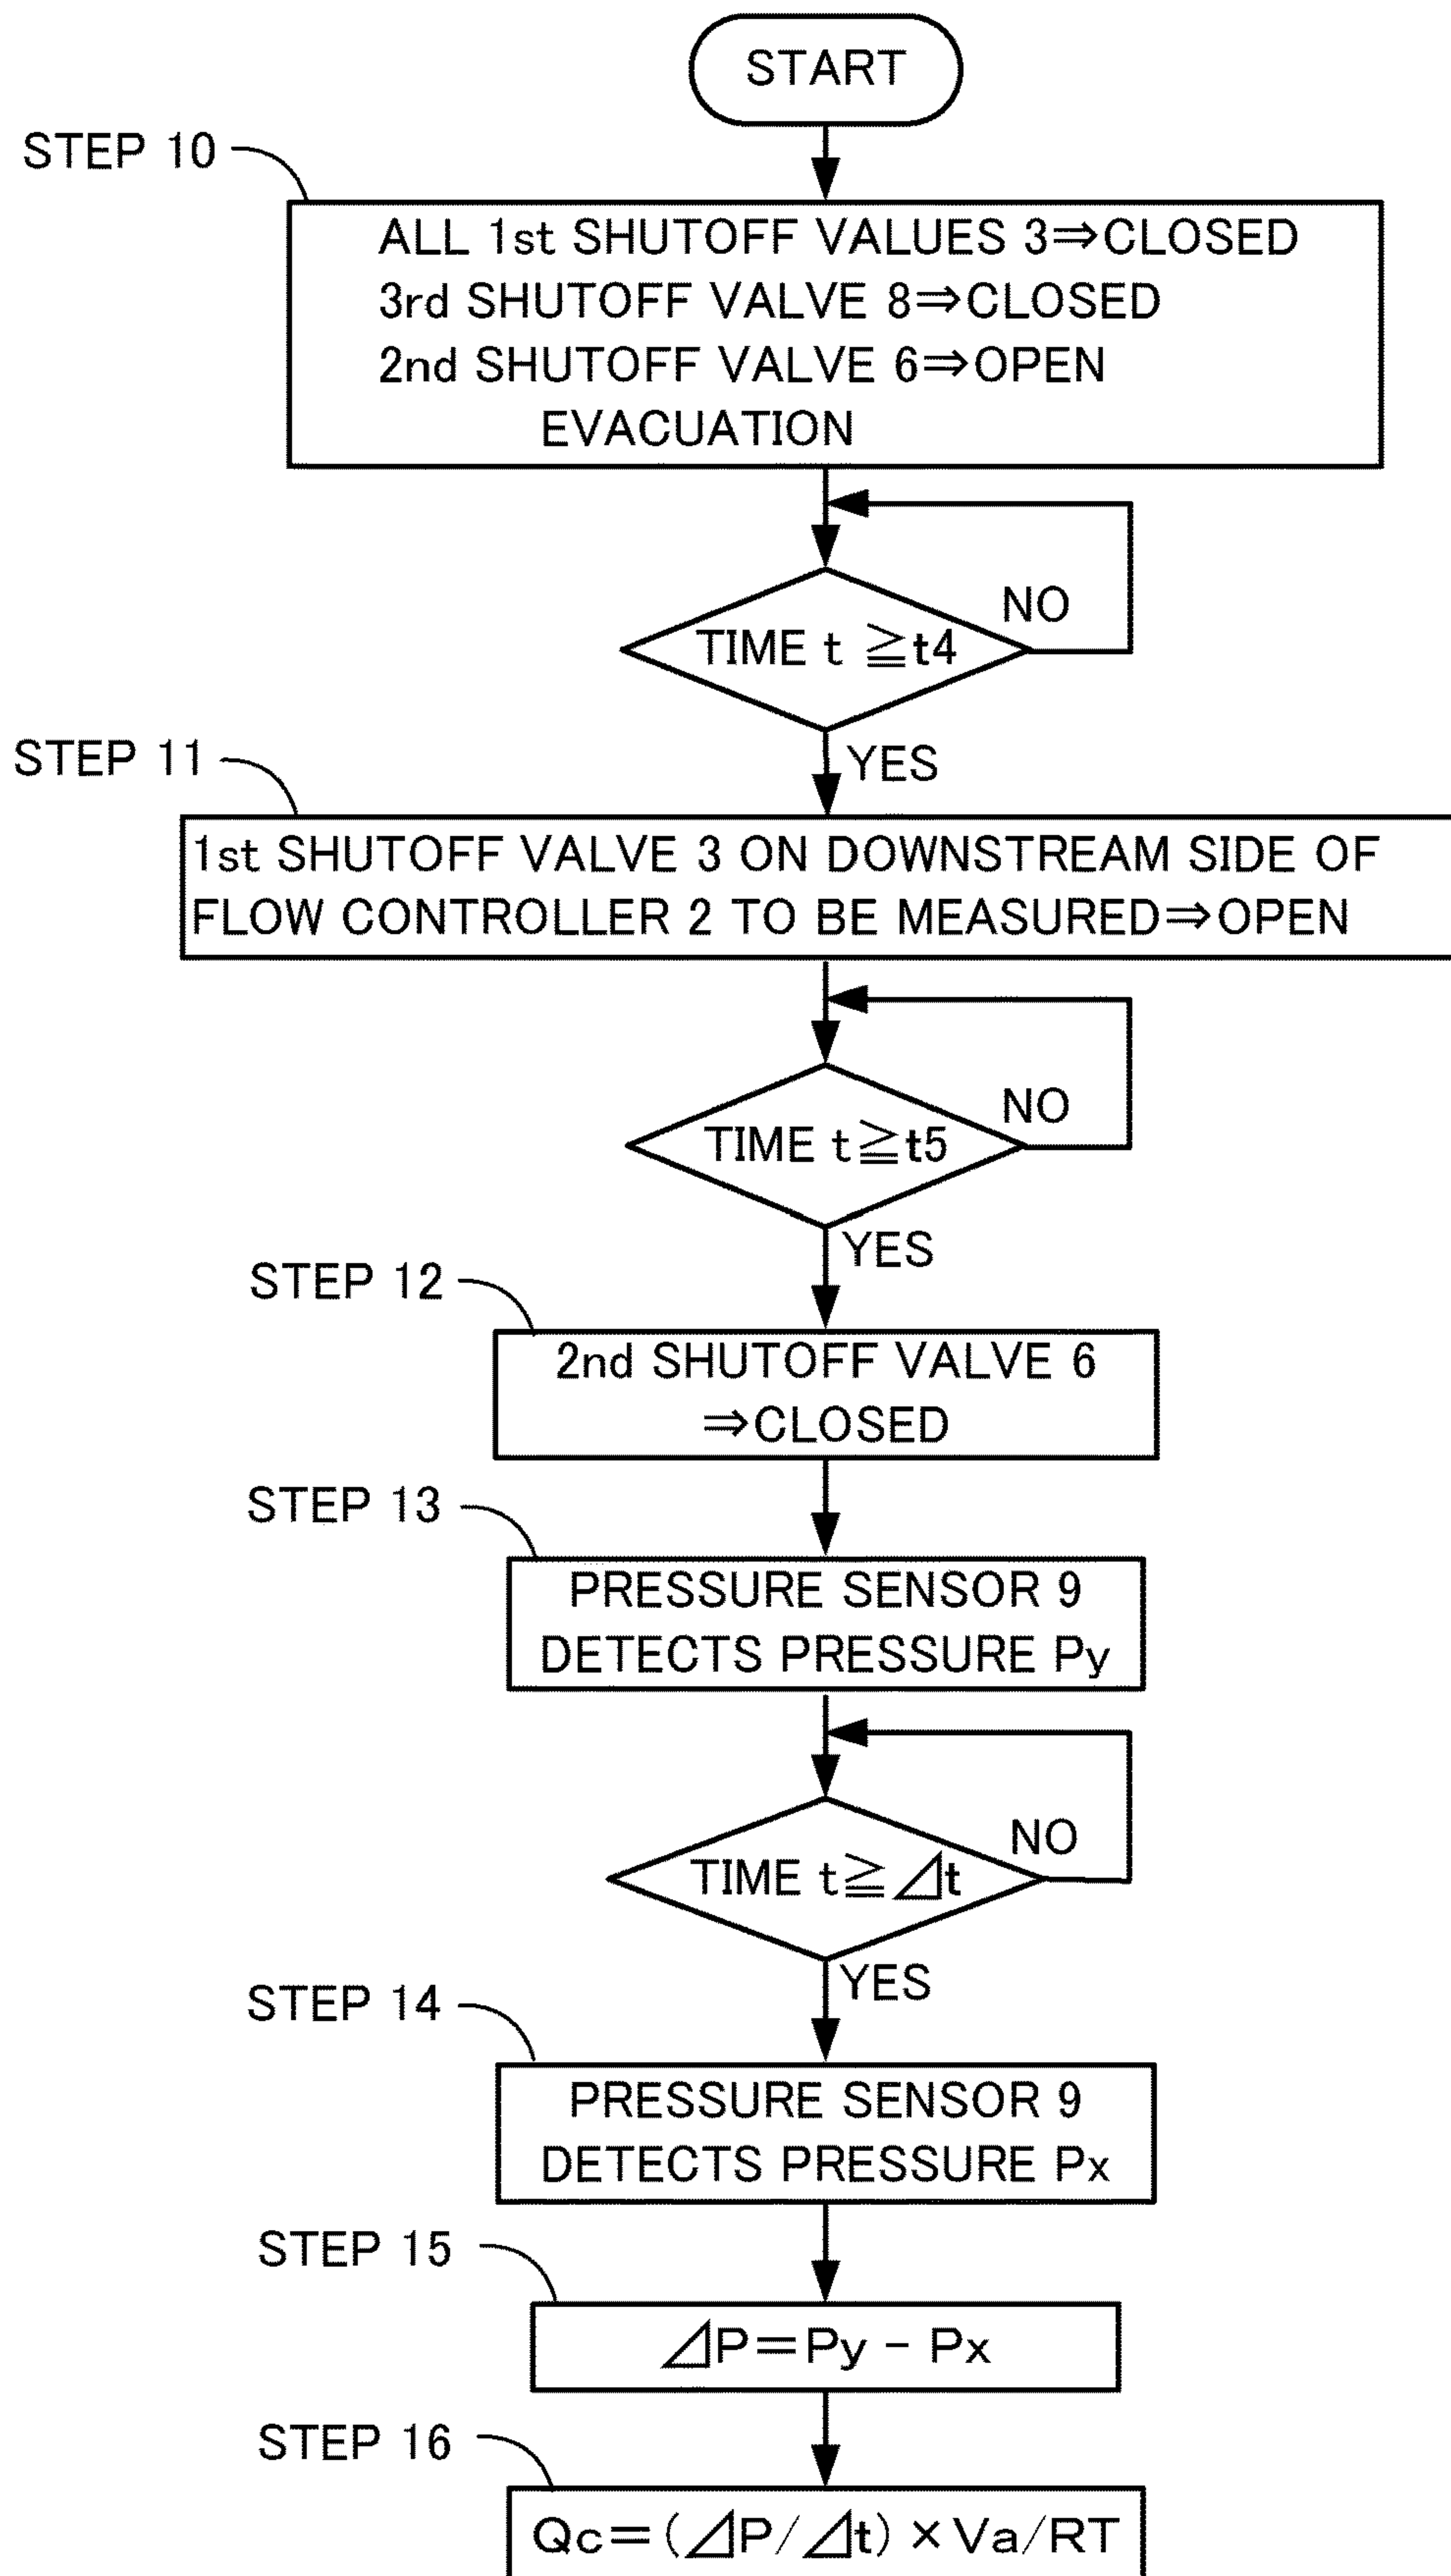 START
STEP 10
ALL 1st SHUTOFF VALUES 3⇒CLOSED
3rd SHUTOFF VALVE 8⇒CLOSED
2nd SHUTOFF VALVE 6⇒OPEN
EVACUATION
NO
TIME t ≧t4
YES
STEP 11
1st SHUTOFF VALVE 3 ON DOWNSTREAM SIDE OF
FLOW CONTROLLER 2 TO BE MEASURED⇒OPEN
NO
TIME t≧t5
YES
STEP 12
2nd SHUTOFF VALVE 6
⇒CLOSED
STEP 13
PRESSURE SENSOR 9
DETECTS PRESSURE Py
NO
TIME t≧⊿t
YES
STEP 14
PRESSURE SENSOR 9
DETECTS PRESSURE Px
STEP 15
⊿P=Py - Px
STEP 16
Qc=(⊿P/⊿t)×Va/RT